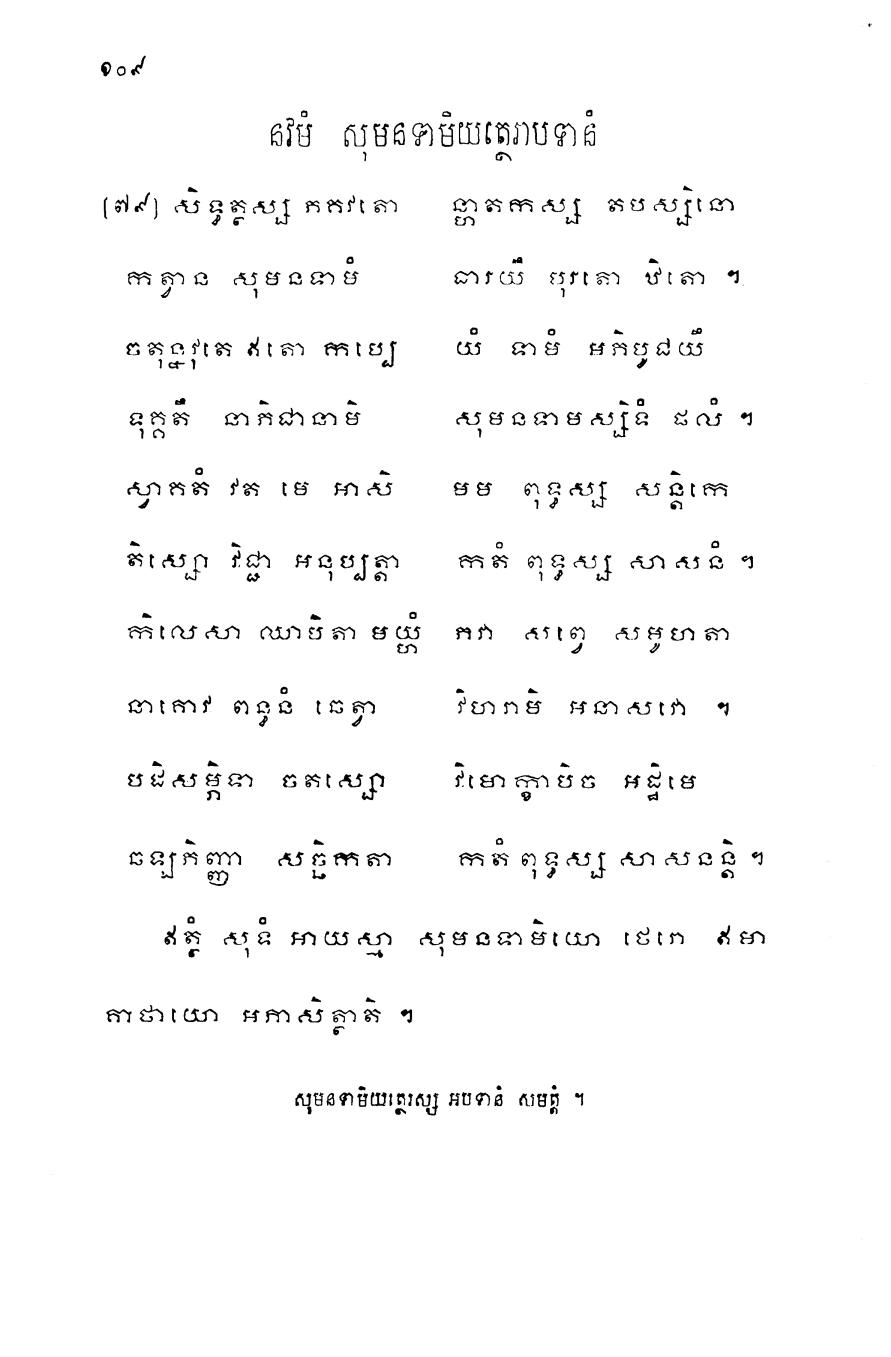 ១០៩
នវមំ សុមនទាមិយត្ថេរាបទានំ
(៧៩) សិទ្ធត្ថស្ស ភគវតោ ន្ហាតកស្ស តបស្សិនោ
កត្វាន សុមនទាមំ ធារយឹ បុរតោ ឋិតោ ។
ចតុន្នវុតេ ឥតោ កប្បេ យំ ទាមំ អភិបូជយឹ
ទុគ្គតឹ នាភិជានាមិ សុមនទាមស្សិទំ ផលំ ។
ស្វាគតំ វត មេ អាសិ មម ពុទ្ធស្ស សន្តិកេ
តិស្សោ វិជ្ជា អនុប្បត្តា កតំ ពុទ្ធស្ស សាសនំ ។
កិលេសា ឈាបិតា មយ្ហំ ភវា សព្វេ សមូហតា
នាគោវ ពន្ធនំ ឆេត្វា វិហរាមិ អនាសវោ ។
បដិសម្ភិទា ចតស្សោ វិមោក្ខាបិច អដ្ឋិមេ
ឆឡភិញ្ញា សច្ឆិកតា កតំ ពុទ្ធស្ស សាសនន្តិ ។
ឥត្ថំ សុទំ អាយស្មា សុមនទាមិយោ ថេរោ ឥមា
គាថាយោ អភាសិត្ថាតិ ។
សុមនទាមិយត្ថេរស្ស អបទានំ សមត្តំ ។